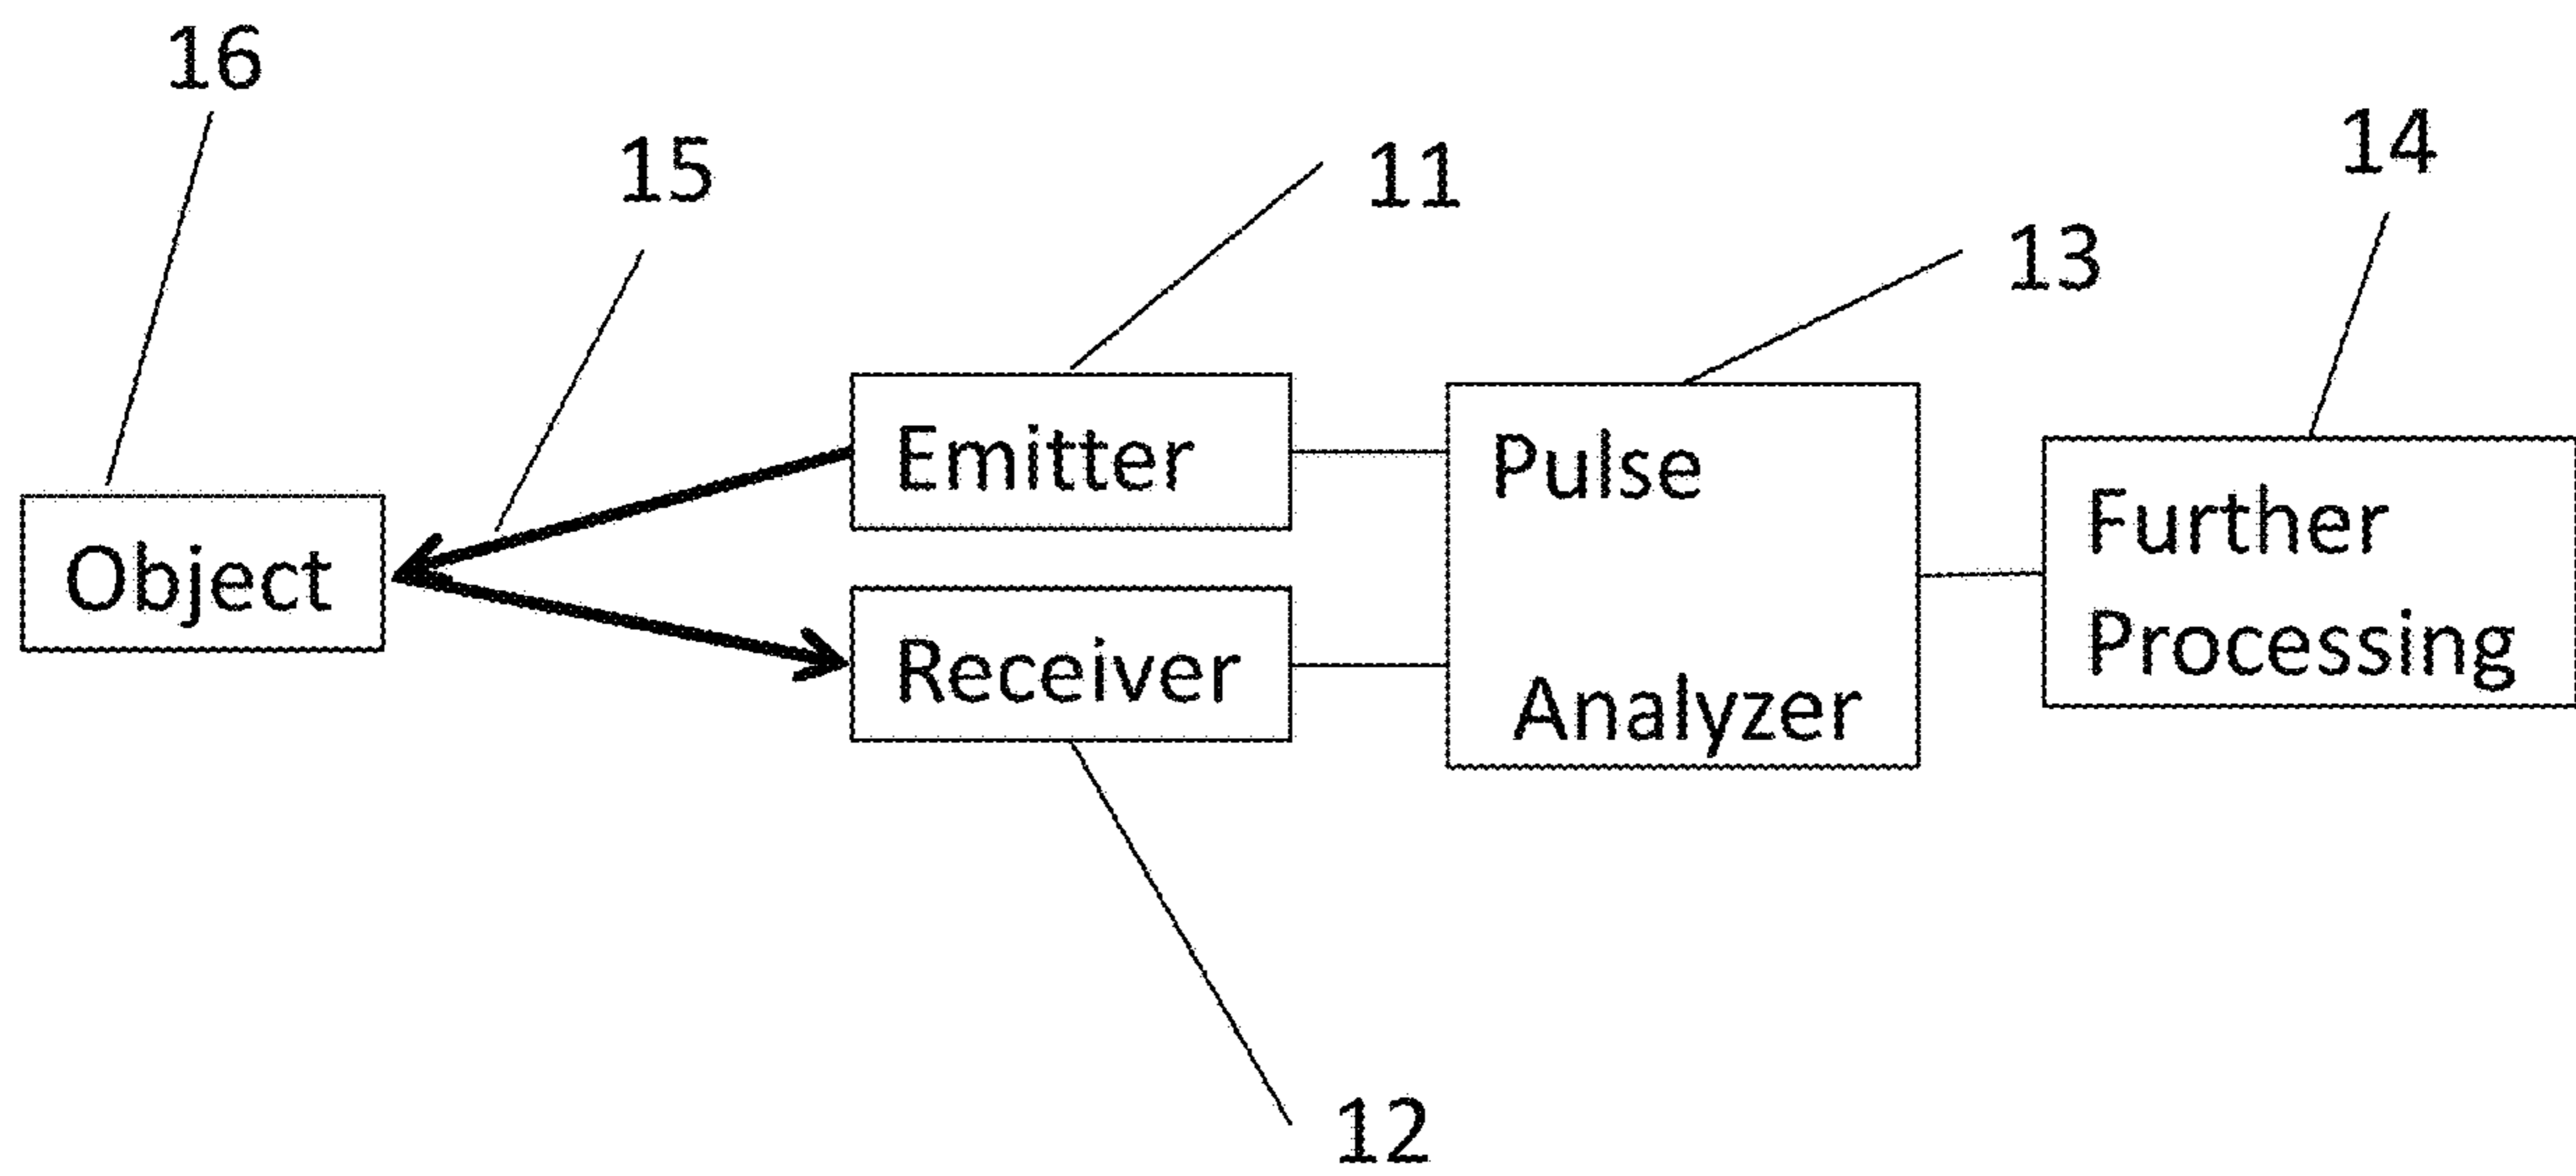 16
15
11
14
13
Emitter
Pulse
Further
Object
Receiver
Processing
Analyzer
12